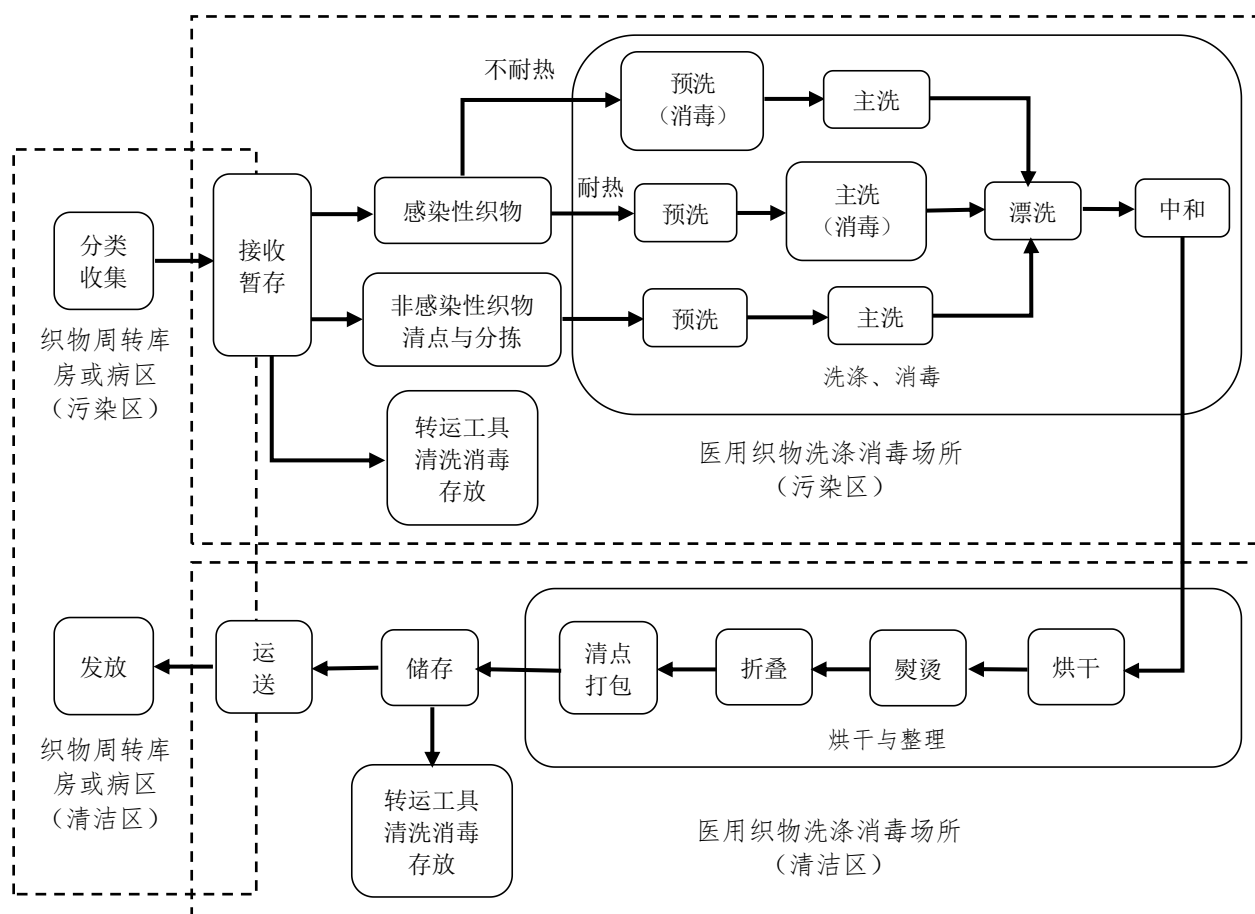 不耐热
预洗
（消毒）
主洗
分类
收集
接收
暂存
感染性织物
耐热
预洗
主洗
（消毒）
漂洗
中和
非感染性织物
清点与分拣
预洗
主洗
洗涤、消毒
织物周转库
房或病区
（污染区）
转运工具
清洗消毒
存放
医用织物洗涤消毒场所
（污染区）
发放
运
送
储存
清点
打包
折叠
熨烫
烘干
烘干与整理
织物周转库
房或病区
（清洁区）
转运工具
清洗消毒
存放
医用织物洗涤消毒场所
（清洁区）